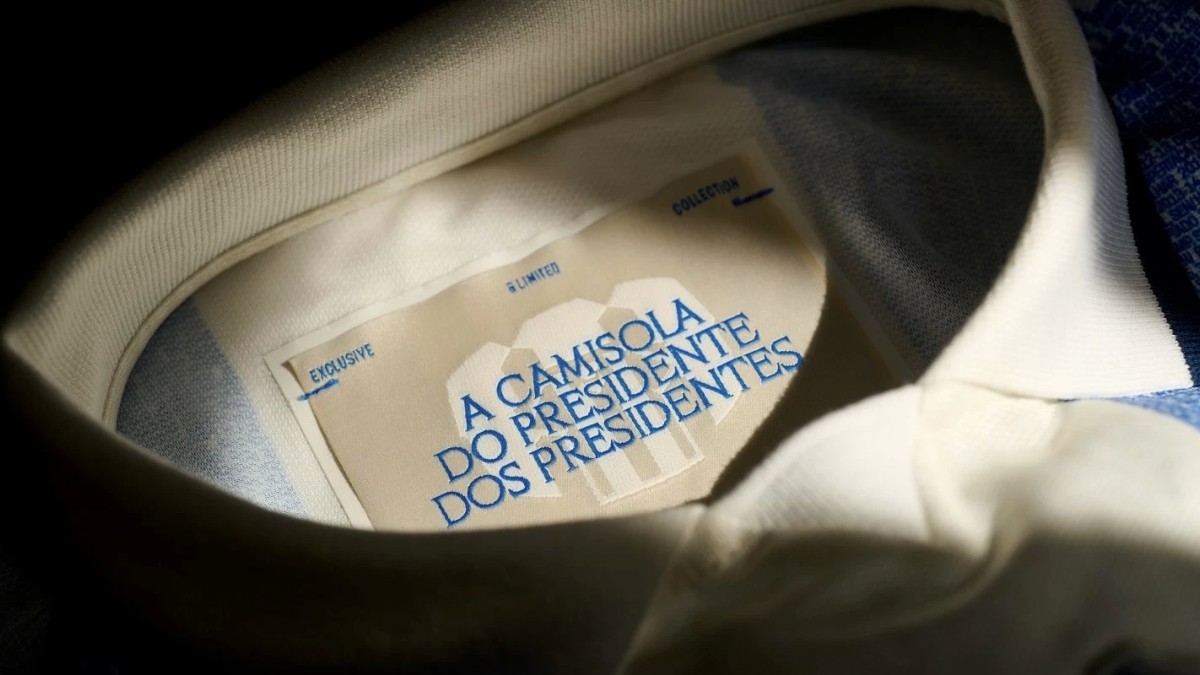 EXCLUSIVE
& LIMITED
COLLECTION
A CAMISOLA
DO PRESIDENTE
DOS PRESIDENTES